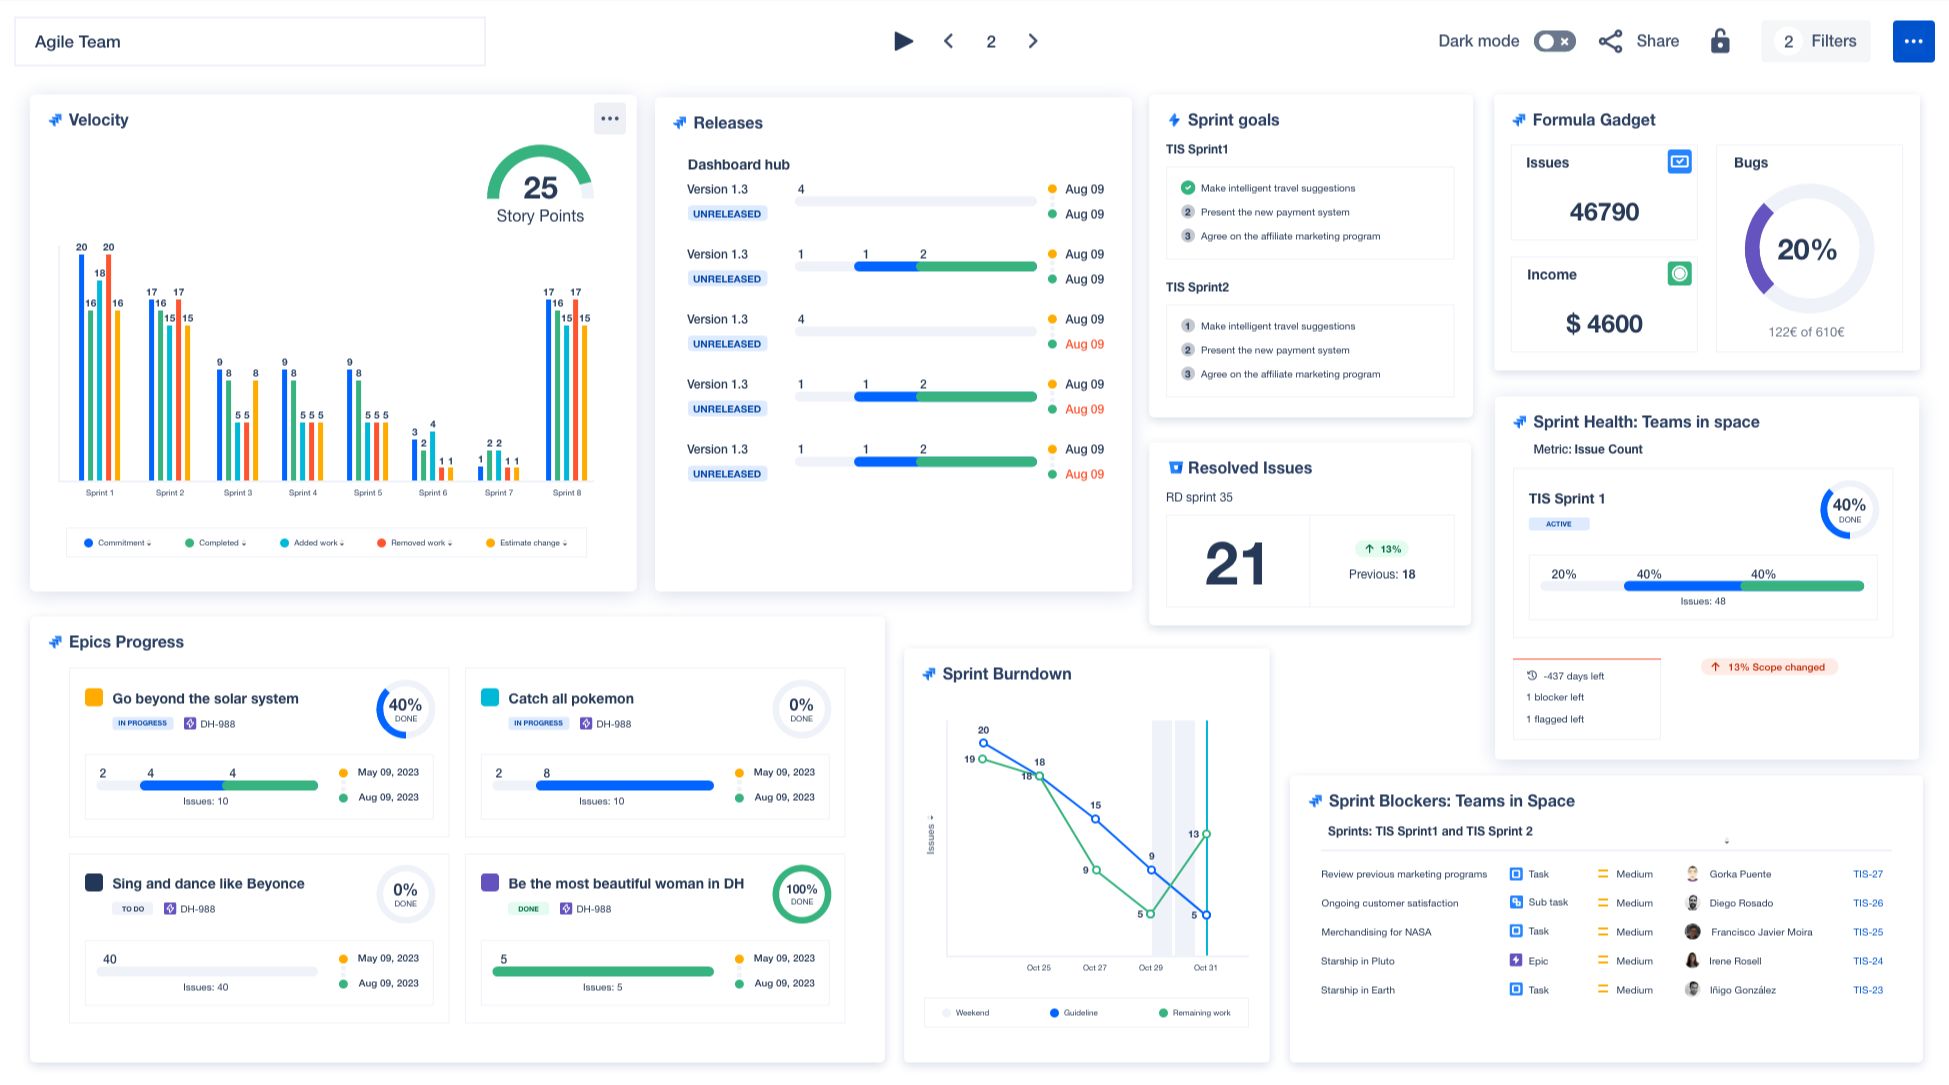 Agile Team
2
Dark mode
Share
2 Filters
Velocity
25
Story Points
20 16 18 20 16
17 16 15 17 15
9 8 5 5 8
9 8 5 5 5
9 8 5 5 5
3 2 4 1 1
1 2 2 1 1
17 16 15 17 15
Sprint 1 Sprint 2 Sprint 3 Sprint 4 Sprint 5 Sprint 6 Sprint 7 Sprint 8
Commitment Completed Added work Removed work Estimate change
Releases
Dashboard hub
Version 1.3 4 Aug 09
UNRELEASED Aug 09
Version 1.3 1 1 2 Aug 09
UNRELEASED Aug 09
Version 1.3 4 Aug 09
UNRELEASED Aug 09
Version 1.3 1 1 2 Aug 09
UNRELEASED Aug 09
Version 1.3 1 1 2 Aug 09
UNRELEASED Aug 09
Sprint goals
TIS Sprint1
Make intelligent travel suggestions
2 Present the new payment system
3 Agree on the affiliate marketing program
TIS Sprint2
1 Make intelligent travel suggestions
2 Present the new payment system
3 Agree on the affiliate marketing program
Formula Gadget
Issues
46790
Income
$ 4600
Bugs
20%
122€ of 610€
Resolved Issues
RD sprint 35
21
13%
Previous: 18
Sprint Health: Teams in space
Metric: Issue Count
TIS Sprint 1
ACTIVE
40%
DONE
20% 40% 40%
Issues: 48
-437 days left
1 blocker left
1 flagged left
13% Scope changed
Epics Progress
Go beyond the solar system
IN PROGRESS DH-988
40%
DONE
2 4 4
Issues: 10
May 09, 2023
Aug 09, 2023
Catch all pokemon
IN PROGRESS DH-988
0%
DONE
2 8
Issues: 10
May 09, 2023
Aug 09, 2023
Sing and dance like Beyonce
TO DO DH-988
0%
DONE
40
Issues: 40
May 09, 2023
Aug 09, 2023
Be the most beautiful woman in DH
DONE DH-988
100%
DONE
5
Issues: 5
May 09, 2023
Aug 09, 2023
Sprint Burndown
Issues
20
19
18
18
15
9
9
5
13
5
Oct 25 Oct 27 Oct 29 Oct 31
Weekend Guideline Remaining work
Sprint Blockers: Teams in Space
Sprints: TIS Sprint1 and TIS Sprint 2
Review previous marketing programs Task Medium Gorka Puente TIS-27
Ongoing customer satisfaction Sub task Medium Diego Rosado TIS-26
Merchandising for NASA Task Medium Francisco Javier Moira TIS-25
Starship in Pluto Epic Medium Irene Rosell TIS-24
Starship in Earth Task Medium Iñigo González TIS-23